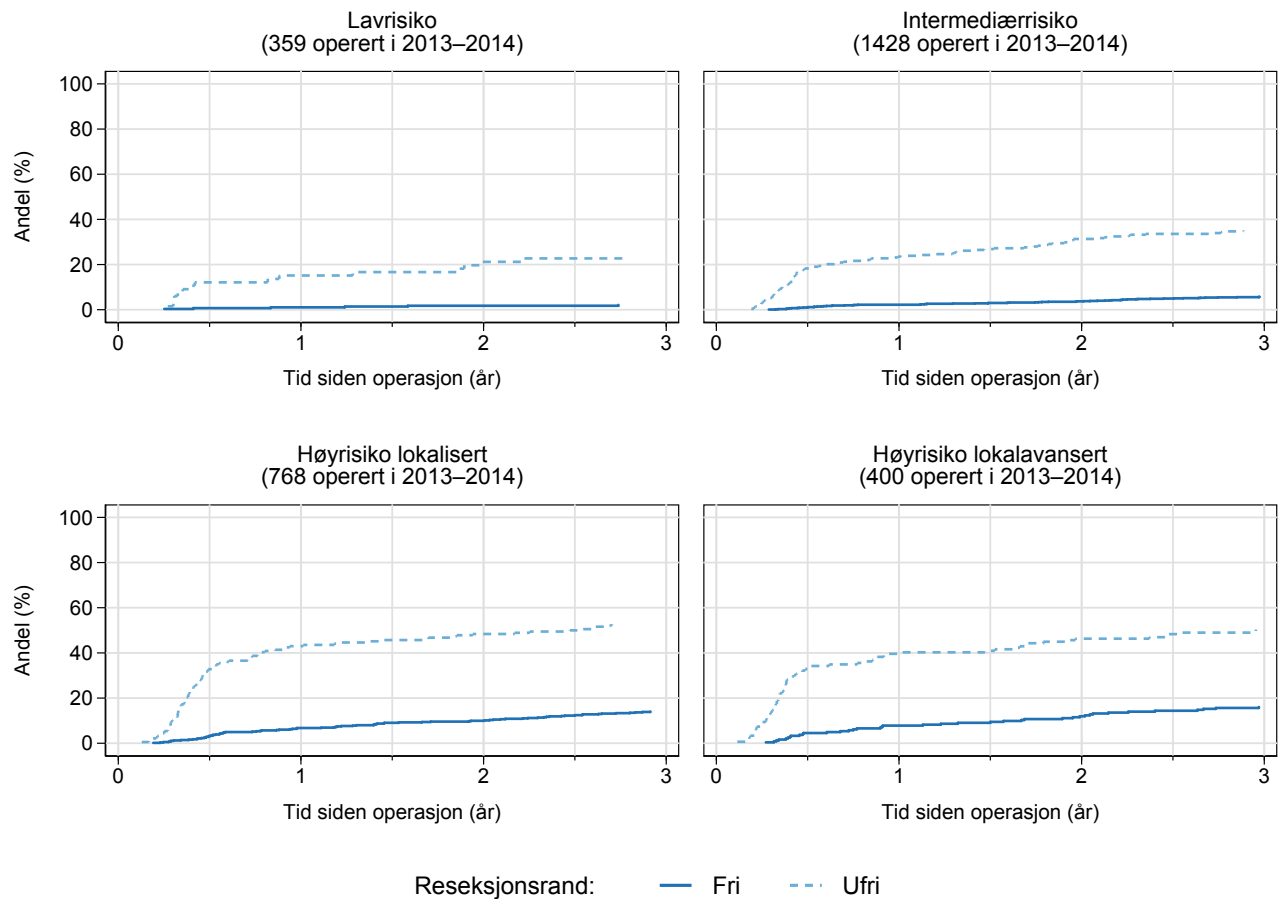 Lavrisiko
(359 operert i 2013–2014)
Intermediærrisiko
(1428 operert i 2013–2014)
Andel (%)
100
80
60
40
20
0
0 1 2 3
Tid siden operasjon (år)
0 1 2 3
Tid siden operasjon (år)
Høyrisiko lokalisert
(768 operert i 2013–2014)
Høyrisiko lokalavansert
(400 operert i 2013–2014)
Andel (%)
100
80
60
40
20
0
0 1 2 3
Tid siden operasjon (år)
0 1 2 3
Tid siden operasjon (år)
Reseksjonsrand: Fri Ufri